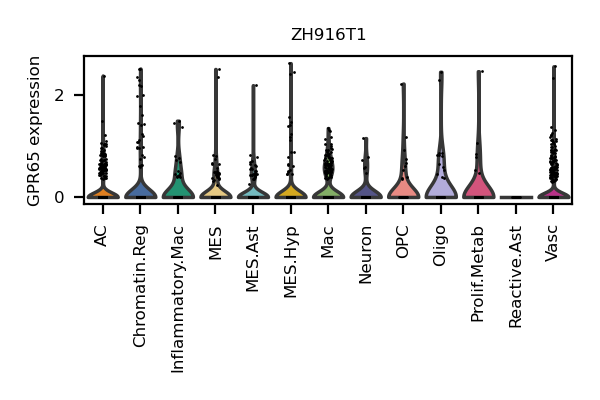 ZH916T1
GPR65 expression
2
0
AC
Chromatin.Reg
Inflammatory.Mac
MES
MES.Ast
MES.Hyp
Mac
Neuron
OPC
Oligo
Prolif.Metab
Reactive.Ast
Vasc